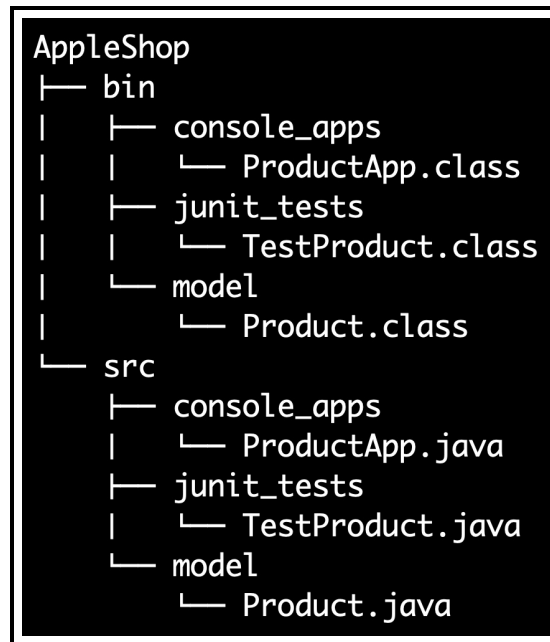 AppleShop
├── bin
│   ├── console_apps
│   │   └── ProductApp.class
│   ├── junit_tests
│   │   └── TestProduct.class
│   └── model
│       └── Product.class
└── src
    ├── console_apps
    │   └── ProductApp.java
    ├── junit_tests
    │   └── TestProduct.java
    └── model
        └── Product.java